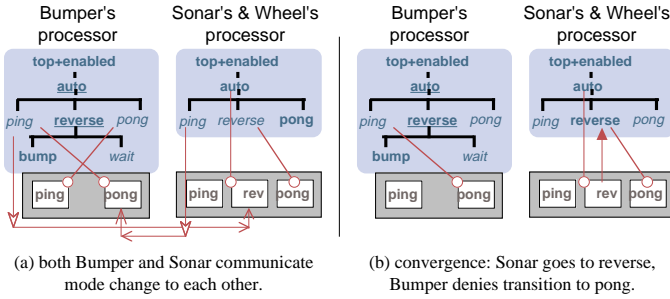 Bumper's
processor
top+enabled
auto
ping reverse pong
bump wait
ping pong
Sonar's & Wheel's
processor
top+enabled
auto
ping reverse pong
ping rev pong
(a) both Bumper and Sonar communicate
mode change to each other.
Bumper's
processor
top+enabled
auto
ping reverse pong
bump wait
ping pong
Sonar's & Wheel's
processor
top+enabled
auto
ping reverse pong
ping rev pong
(b) convergence: Sonar goes to reverse,
Bumper denies transition to pong.